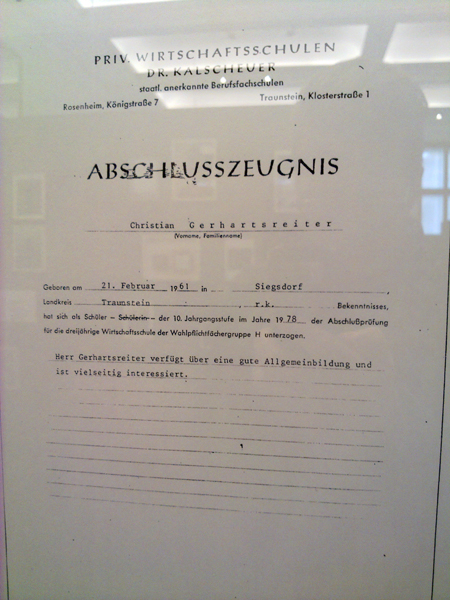 PRIV. WIRTSCHAFTSSCHULEN
DR. KALSCHEUER
staatl. anerkannte Berufsfachschulen
Rosenheim, Königstraße 7 Traunstein, Klosterstraße 1
ABSCHLUSSZEUGNIS
Christian Gerhartsreiter
(Vorname, Familienname)
Geboren am 21. Februar 1961 in Siegsdorf
Landkreis Traunstein , r.k. Bekenntnisses,
hat sich als Schüler – Schülerin – der 10. Jahrgangsstufe im Jahre 1978 der Abschlußprüfung
für die dreijährige Wirtschaftsschule der Wahlpflichtfächergruppe H unterzogen.
Herr Gerhartsreiter verfügt über eine gute Allgemeinbildung und
ist vielseitig interessiert.